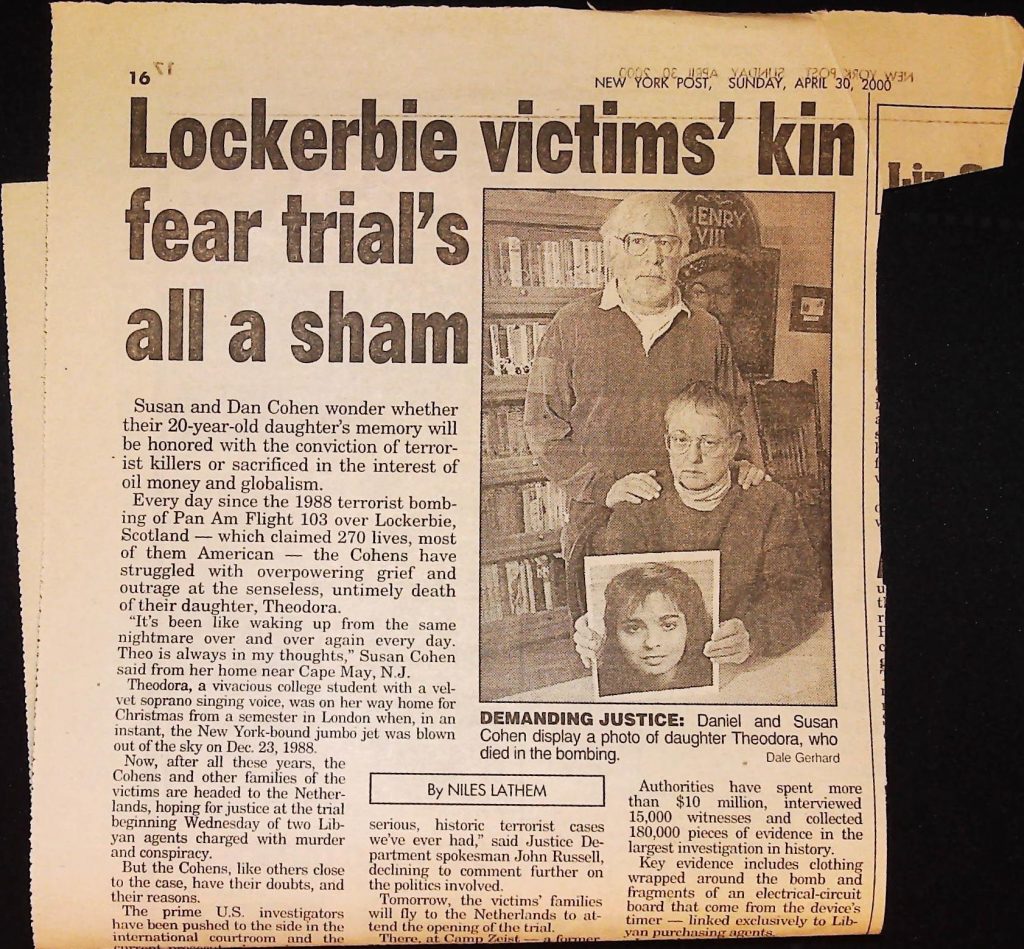 16
NEW YORK POST, SUNDAY, APRIL 30, 2000
Lockerbie victims' kin
fear trial's
all a sham
HENRY
VIII
Susan and Dan Cohen wonder whether
their 20-year-old daughter's memory will
be honored with the conviction of terror-
ist killers or sacrificed in the interest of
oil money and globalism.
Every day since the 1988 terrorist bomb-
ing of Pan Am Flight 103 over Lockerbie,
Scotland — which claimed 270 lives, most
of them American — the Cohens have
struggled with overpowering grief and
outrage at the senseless, untimely death
of their daughter, Theodora.
"It's been like waking up from the same
nightmare over and over again every day.
Theo is always in my thoughts," Susan Cohen
said from her home near Cape May, N.J.
Theodora, a vivacious college student with a vel-
vet soprano singing voice, was on her way home for
Christmas from a semester in London when, in an
instant, the New York-bound jumbo jet was blown
out of the sky on Dec. 23, 1988.
Now, after all these years, the
Cohens and other families of the
victims are headed to the Nether-
lands, hoping for justice at the trial
beginning Wednesday of two Lib-
yan agents charged with murder
and conspiracy.
But the Cohens, like others close
to the case, have their doubts, and
their reasons.
The prime U.S. investigators
have been pushed to the side in the
international courtroom and the
DEMANDING JUSTICE: Daniel and Susan
Cohen display a photo of daughter Theodora, who
died in the bombing.
Dale Gerhard
By NILES LATHEM
serious, historic terrorist cases
we've ever had," said Justice De-
partment spokesman John Russell,
declining to comment further on
the politics involved.
Tomorrow, the victims' families
will fly to the Netherlands to at-
tend the opening of the trial.
There, at Camp Zeist — a former
Authorities have spent more
than $10 million, interviewed
15,000 witnesses and collected
180,000 pieces of evidence in the
largest investigation in history.
Key evidence includes clothing
wrapped around the bomb and
fragments of an electrical-circuit
board that come from the device's
timer — linked exclusively to Lib-
yan purchasing agents.